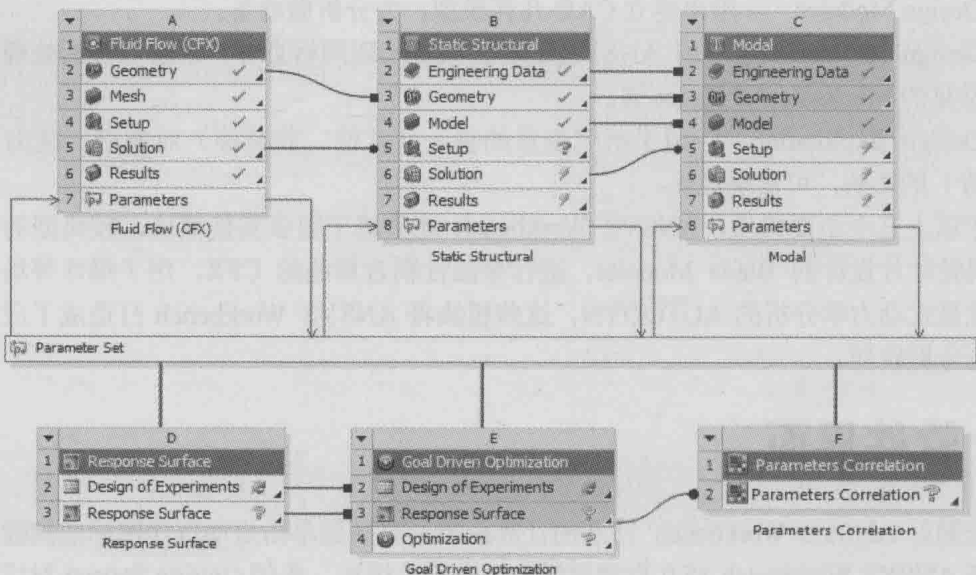 A
1 Fluid Flow (CFX)
2 Geometry
3 Mesh
4 Setup
5 Solution
6 Results
7 Parameters
Fluid Flow (CFX)
B
1 Static Structural
2 Engineering Data
3 Geometry
4 Model
5 Setup
6 Solution
7 Results
8 Parameters
Static Structural
C
1 Modal
2 Engineering Data
3 Geometry
4 Model
5 Setup
6 Solution
7 Results
8 Parameters
Modal
Parameter Set
D
1 Response Surface
2 Design of Experiments
3 Response Surface
Response Surface
E
1 Goal Driven Optimization
2 Design of Experiments
3 Response Surface
4 Optimization
Goal Driven Optimization
F
1 Parameters Correlation
2 Parameters Correlation
Parameters Correlation